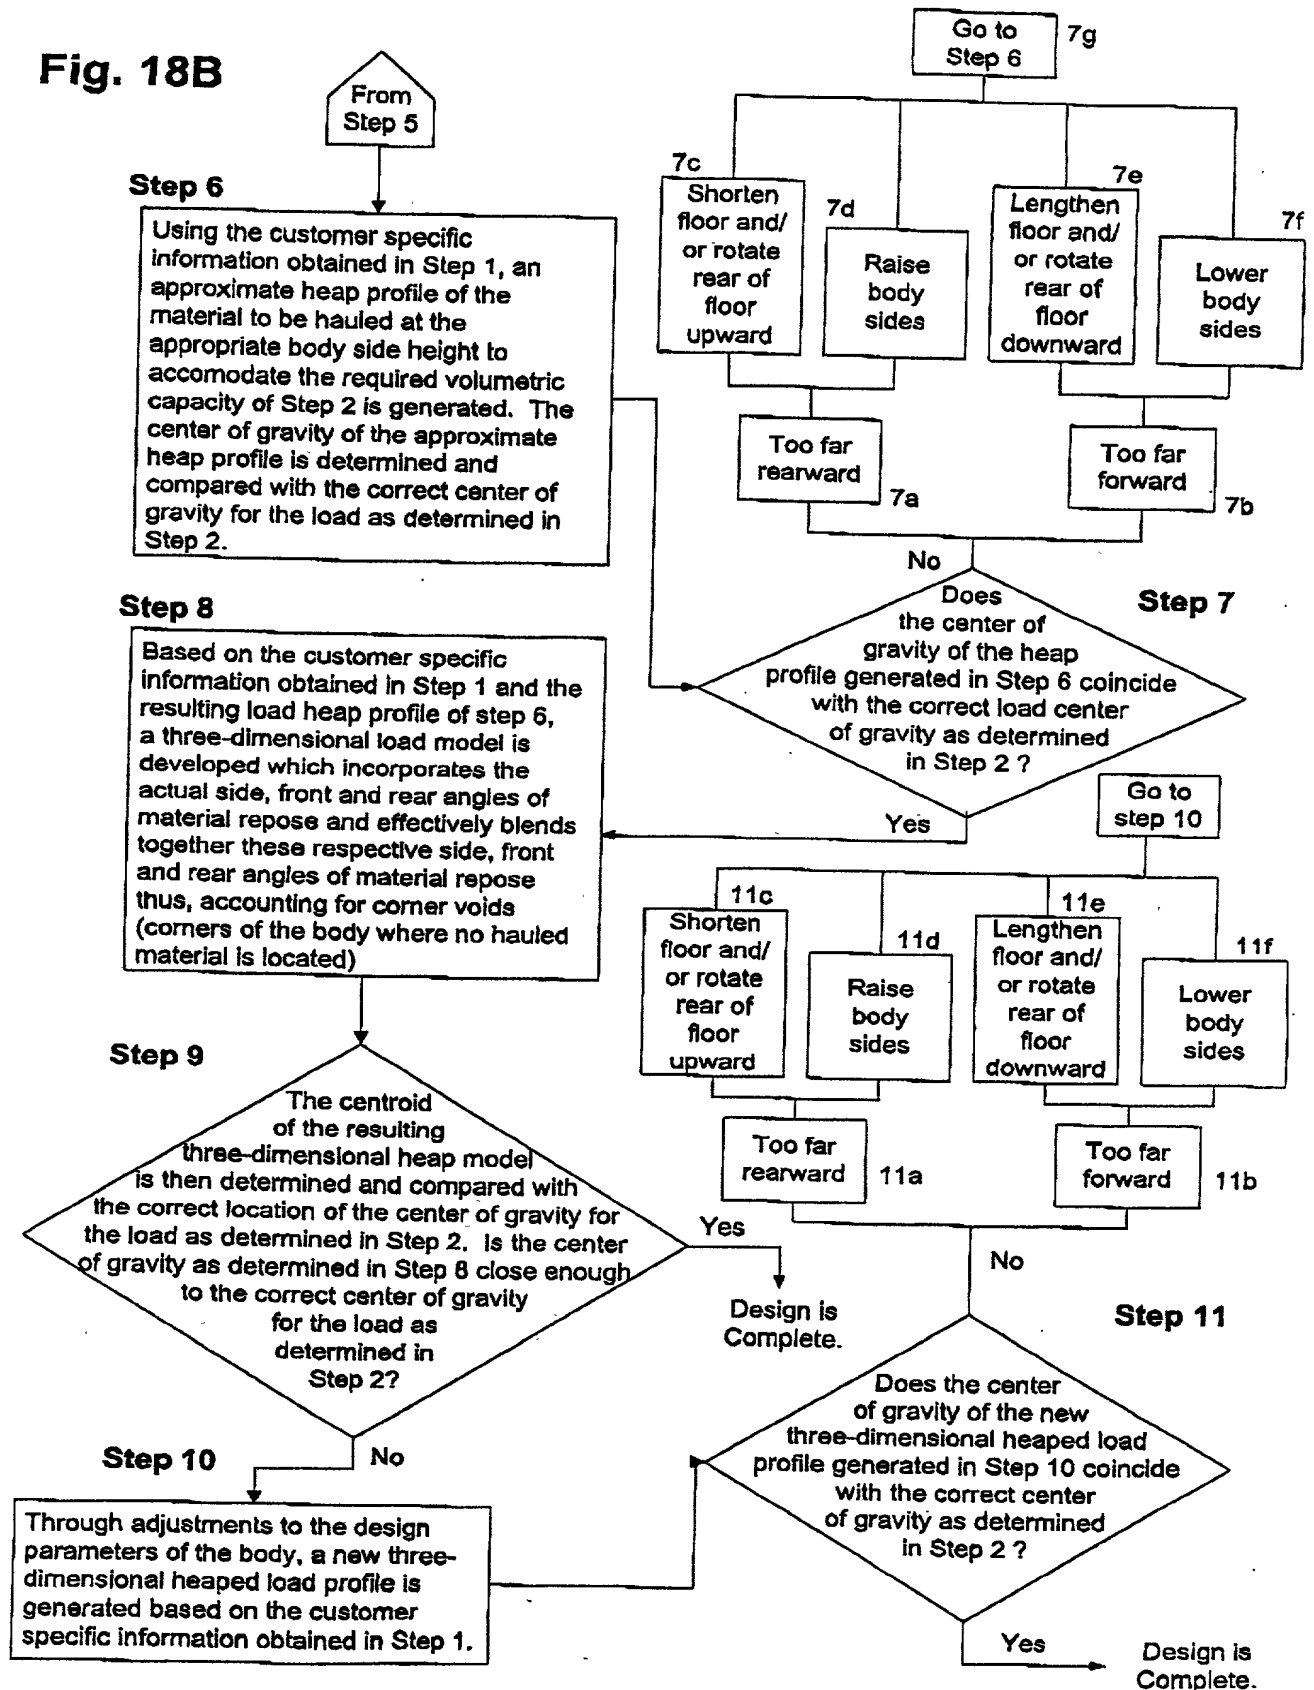 Fig. 18B
From
Step 5
Step 6
Using the customer specific
information obtained in Step 1, an
approximate heap profile of the
material to be hauled at the
appropriate body side height to
accomodate the required volumetric
capacity of Step 2 is generated. The
center of gravity of the approximate
heap profile is determined and
compared with the correct center of
gravity for the load as determined in
Step 2.
Go to
Step 6
7g
7c
Shorten
floor and/
or rotate
rear of
floor
upward
7d
Raise
body
sides
7e
Lengthen
floor and/
or rotate
rear of
floor
downward
7f
Lower
body
sides
Too far
rearward
7a
Too far
forward
7b
No
Step 7
Does
the center of
gravity of the heap
profile generated in Step 6 coincide
with the correct load center
of gravity as determined
in Step 2 ?
Yes
Step 8
Based on the customer specific
information obtained in Step 1 and the
resulting load heap profile of step 6,
a three-dimensional load model is
developed which incorporates the
actual side, front and rear angles of
material repose and effectively blends
together these respective side, front
and rear angles of material repose
thus, accounting for corner voids
(corners of the body where no hauled
material is located)
Step 9
The centroid
of the resulting
three-dimensional heap model
is then determined and compared with
the correct location of the center of gravity for
the load as determined in Step 2. Is the center
of gravity as determined in Step 8 close enough
to the correct center of gravity
for the load as
determined in
Step 2?
Yes
Design is
Complete.
No
Step 10
Through adjustments to the design
parameters of the body, a new three-
dimensional heaped load profile is
generated based on the customer
specific information obtained in Step 1.
Go to
step 10
11c
Shorten
floor and/
or rotate
rear of
floor
upward
11d
Raise
body
sides
11e
Lengthen
floor and/
or rotate
rear of
floor
downward
11f
Lower
body
sides
Too far
rearward
11a
Too far
forward
11b
No
Step 11
Does the center
of gravity of the new
three-dimensional heaped load
profile generated in Step 10 coincide
with the correct center
of gravity as determined
in Step 2 ?
Yes
Design is
Complete.